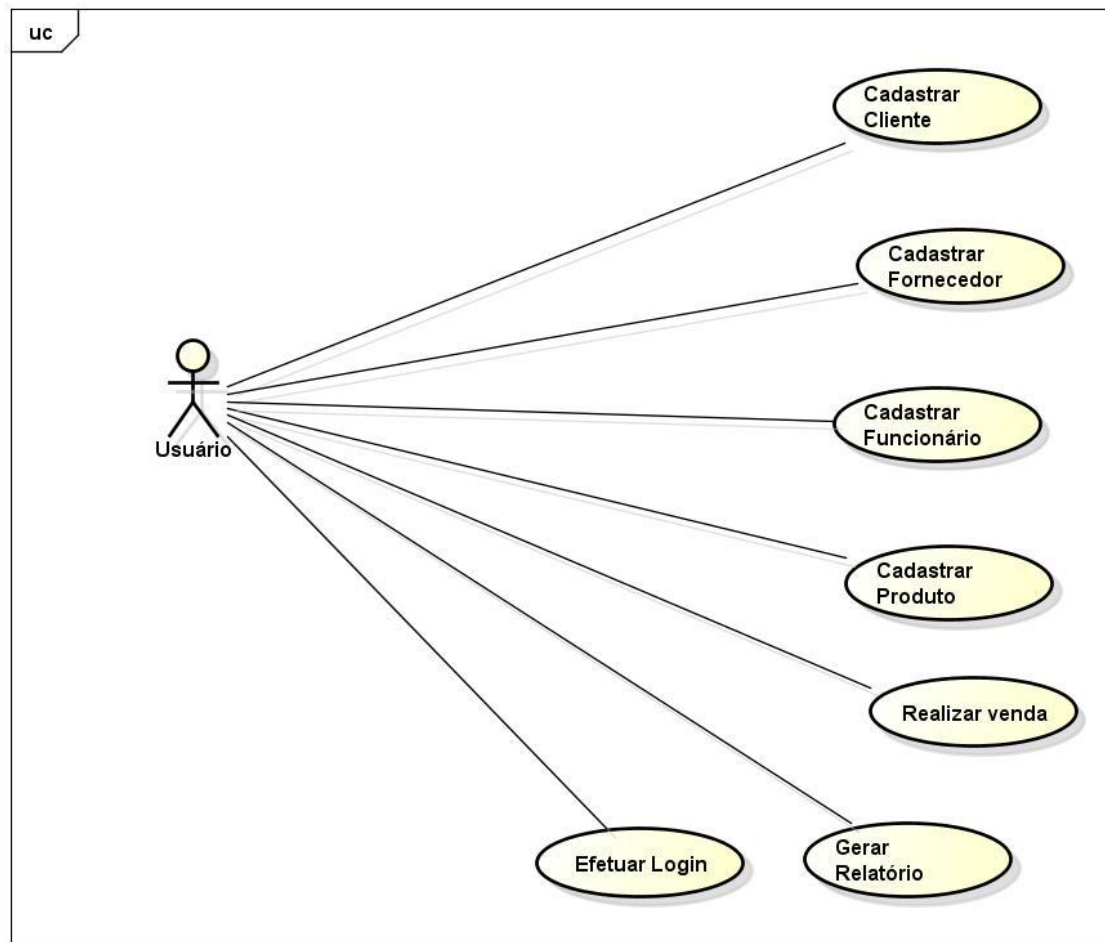 uc
Cadastrar
Cliente
Cadastrar
Fornecedor
Cadastrar
Funcionário
Usuário
Cadastrar
Produto
Realizar venda
Gerar
Relatório
Efetuar Login